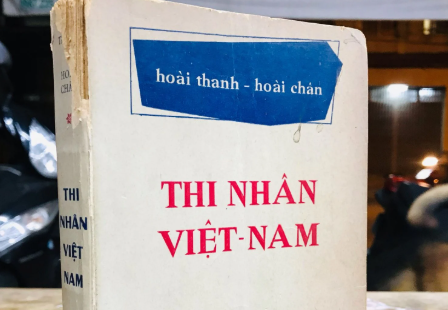 hoài thanh - hoài chân
THI NHÂN
VIỆT-NAM
THI
NHÂN
VIỆT
NAM